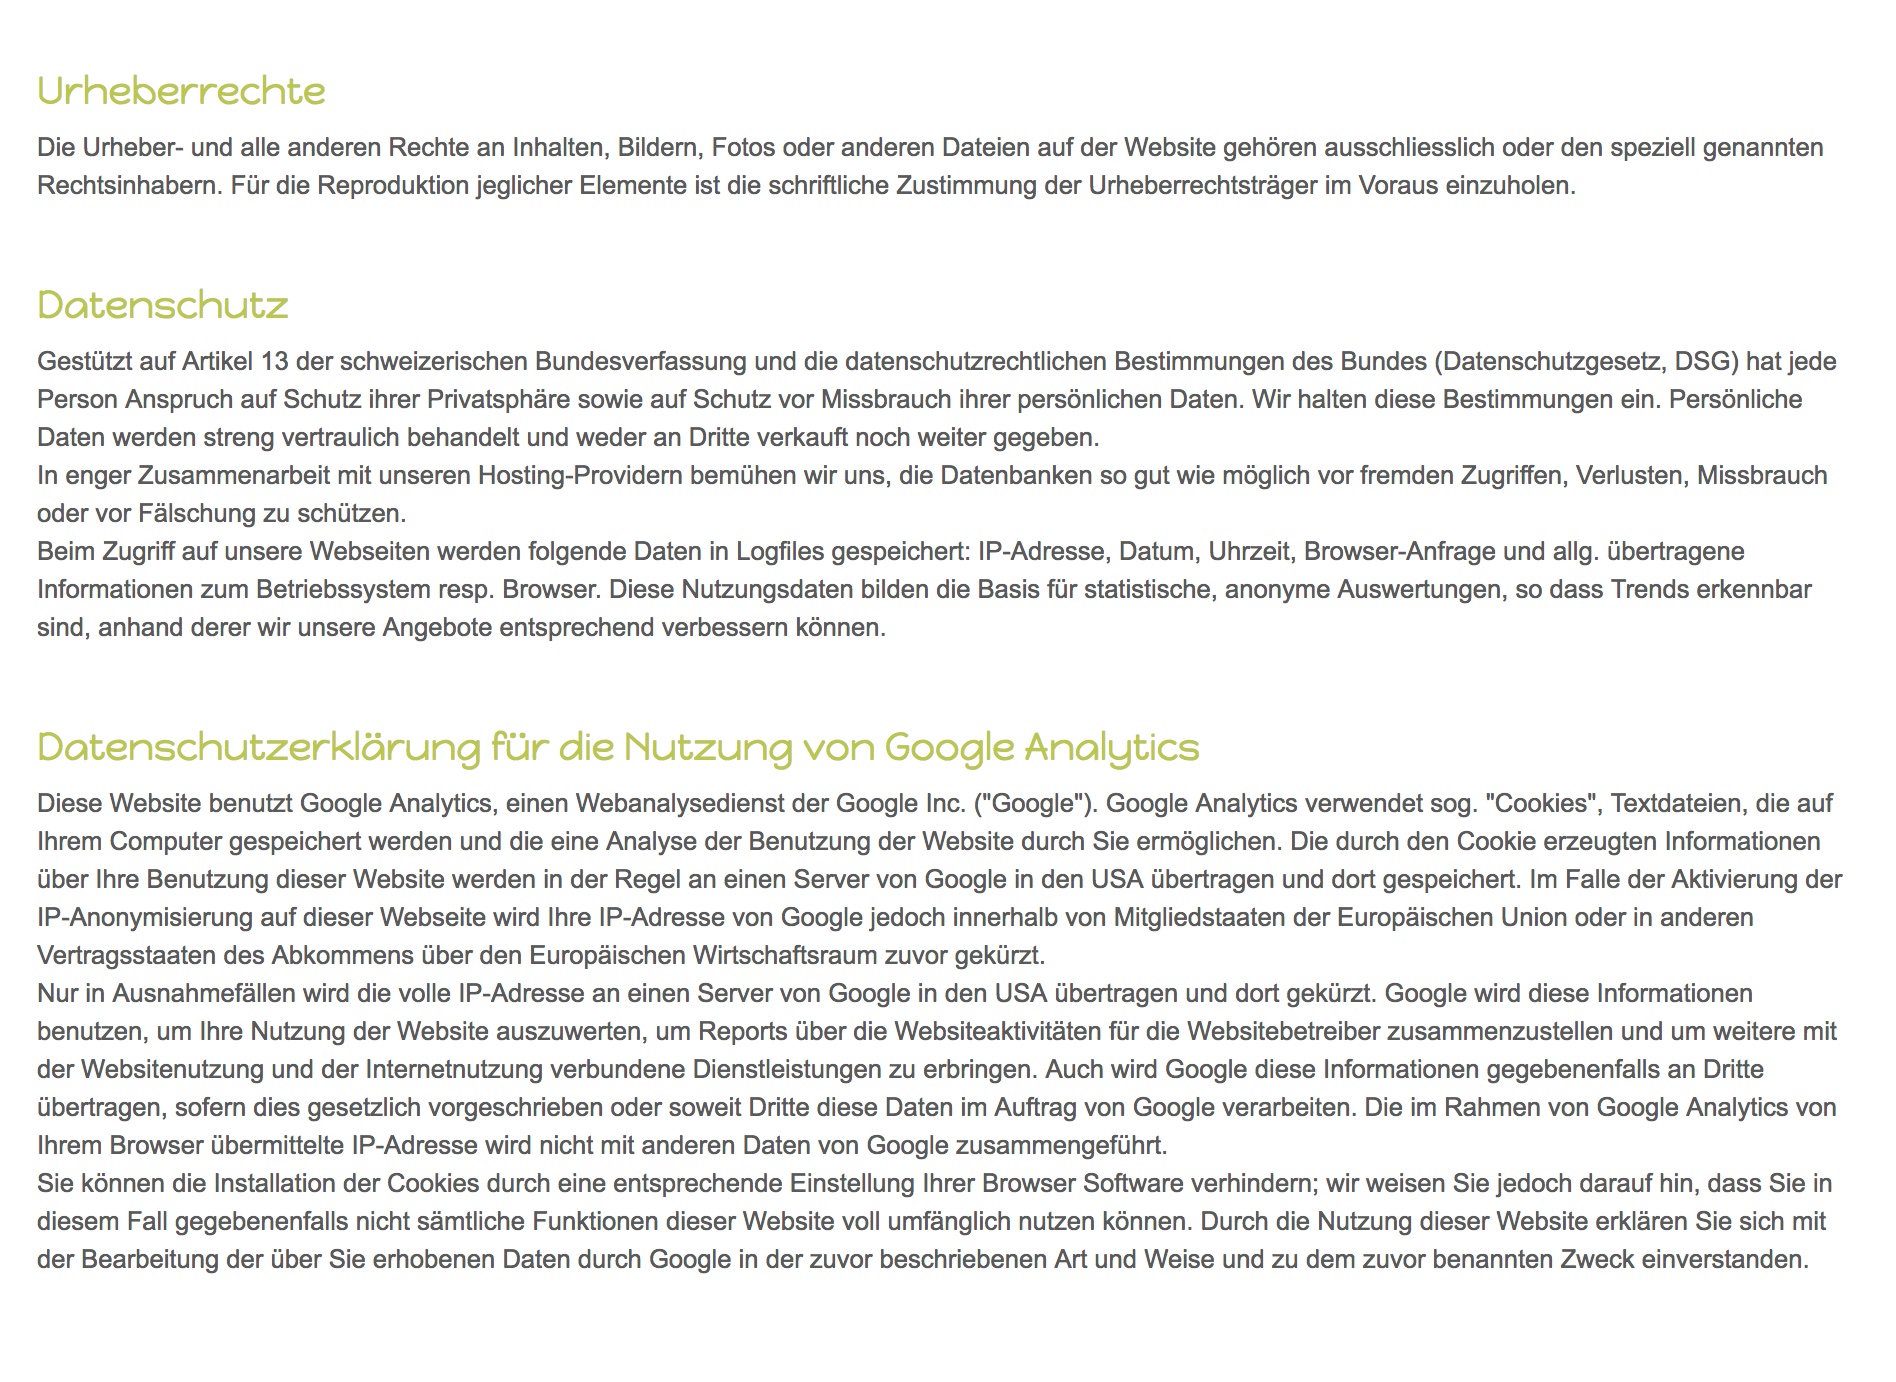 Urheberrechte
Die Urheber- und alle anderen Rechte an Inhalten, Bildern, Fotos oder anderen Dateien auf der Website gehören ausschliesslich oder den speziell genannten
Rechtsinhabern. Für die Reproduktion jeglicher Elemente ist die schriftliche Zustimmung der Urheberrechtsträger im Voraus einzuholen.
Datenschutz
Gestützt auf Artikel 13 der schweizerischen Bundesverfassung und die datenschutzrechtlichen Bestimmungen des Bundes (Datenschutzgesetz, DSG) hat jede
Person Anspruch auf Schutz ihrer Privatsphäre sowie auf Schutz vor Missbrauch ihrer persönlichen Daten. Wir halten diese Bestimmungen ein. Persönliche
Daten werden streng vertraulich behandelt und weder an Dritte verkauft noch weiter gegeben.
In enger Zusammenarbeit mit unseren Hosting-Providern bemühen wir uns, die Datenbanken so gut wie möglich vor fremden Zugriffen, Verlusten, Missbrauch
oder vor Fälschung zu schützen.
Beim Zugriff auf unsere Webseiten werden folgende Daten in Logfiles gespeichert: IP-Adresse, Datum, Uhrzeit, Browser-Anfrage und allg. übertragene
Informationen zum Betriebssystem resp. Browser. Diese Nutzungsdaten bilden die Basis für statistische, anonyme Auswertungen, so dass Trends erkennbar
sind, anhand derer wir unsere Angebote entsprechend verbessern können.
Datenschutzerklärung für die Nutzung von Google Analytics
Diese Website benutzt Google Analytics, einen Webanalysedienst der Google Inc. ("Google"). Google Analytics verwendet sog. "Cookies", Textdateien, die auf
Ihrem Computer gespeichert werden und die eine Analyse der Benutzung der Website durch Sie ermöglichen. Die durch den Cookie erzeugten Informationen
über Ihre Benutzung dieser Website werden in der Regel an einen Server von Google in den USA übertragen und dort gespeichert. Im Falle der Aktivierung der
IP-Anonymisierung auf dieser Webseite wird Ihre IP-Adresse von Google jedoch innerhalb von Mitgliedstaaten der Europäischen Union oder in anderen
Vertragsstaaten des Abkommens über den Europäischen Wirtschaftsraum zuvor gekürzt.
Nur in Ausnahmefällen wird die volle IP-Adresse an einen Server von Google in den USA übertragen und dort gekürzt. Google wird diese Informationen
benutzen, um Ihre Nutzung der Website auszuwerten, um Reports über die Websiteaktivitäten für die Websitebetreiber zusammenzustellen und um weitere mit
der Websitenutzung und der Internetnutzung verbundene Dienstleistungen zu erbringen. Auch wird Google diese Informationen gegebenenfalls an Dritte
übertragen, sofern dies gesetzlich vorgeschrieben oder soweit Dritte diese Daten im Auftrag von Google verarbeiten. Die im Rahmen von Google Analytics von
Ihrem Browser übermittelte IP-Adresse wird nicht mit anderen Daten von Google zusammengeführt.
Sie können die Installation der Cookies durch eine entsprechende Einstellung Ihrer Browser Software verhindern; wir weisen Sie jedoch darauf hin, dass Sie in
diesem Fall gegebenenfalls nicht sämtliche Funktionen dieser Website voll umfänglich nutzen können. Durch die Nutzung dieser Website erklären Sie sich mit
der Bearbeitung der über Sie erhobenen Daten durch Google in der zuvor beschriebenen Art und Weise und zu dem zuvor benannten Zweck einverstanden.